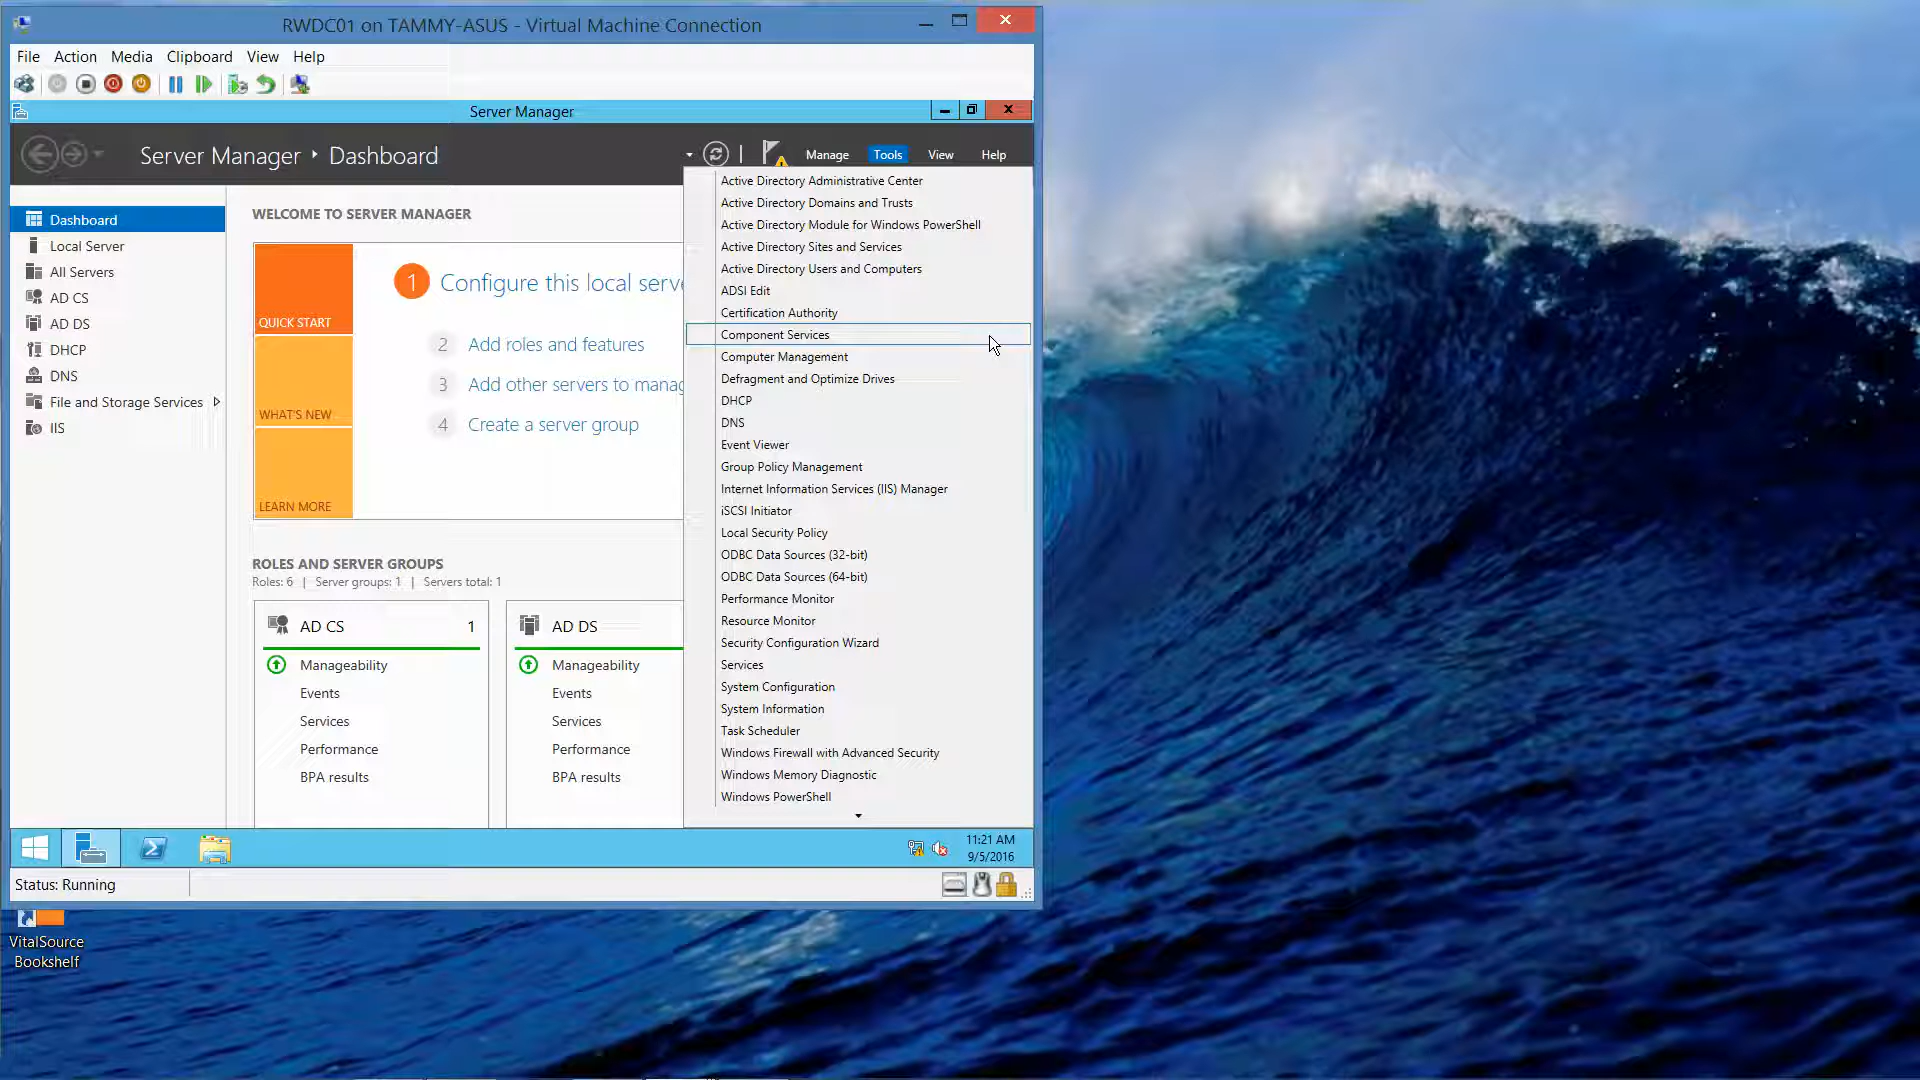 RWDC01 on TAMMY-ASUS - Virtual Machine Connection
File Action Media Clipboard View Help
Server Manager
Server Manager Dashboard
Manage Tools View Help
Dashboard
Local Server
All Servers
AD CS
AD DS
DHCP
DNS
File and Storage Services
IIS
WELCOME TO SERVER MANAGER
QUICK START
WHAT'S NEW
LEARN MORE
1 Configure this local serve
2 Add roles and features
3 Add other servers to manag
4 Create a server group
ROLES AND SERVER GROUPS
Roles: 6 | Server groups: 1 | Servers total: 1
AD CS 1
Manageability
Events
Services
Performance
BPA results
AD DS
Manageability
Events
Services
Performance
BPA results
Active Directory Administrative Center
Active Directory Domains and Trusts
Active Directory Module for Windows PowerShell
Active Directory Sites and Services
Active Directory Users and Computers
ADSI Edit
Certification Authority
Component Services
Computer Management
Defragment and Optimize Drives
DHCP
DNS
Event Viewer
Group Policy Management
Internet Information Services (IIS) Manager
iSCSI Initiator
Local Security Policy
ODBC Data Sources (32-bit)
ODBC Data Sources (64-bit)
Performance Monitor
Resource Monitor
Security Configuration Wizard
Services
System Configuration
System Information
Task Scheduler
Windows Firewall with Advanced Security
Windows Memory Diagnostic
Windows PowerShell
11:21 AM
9/5/2016
Status: Running
VitalSource
Bookshelf